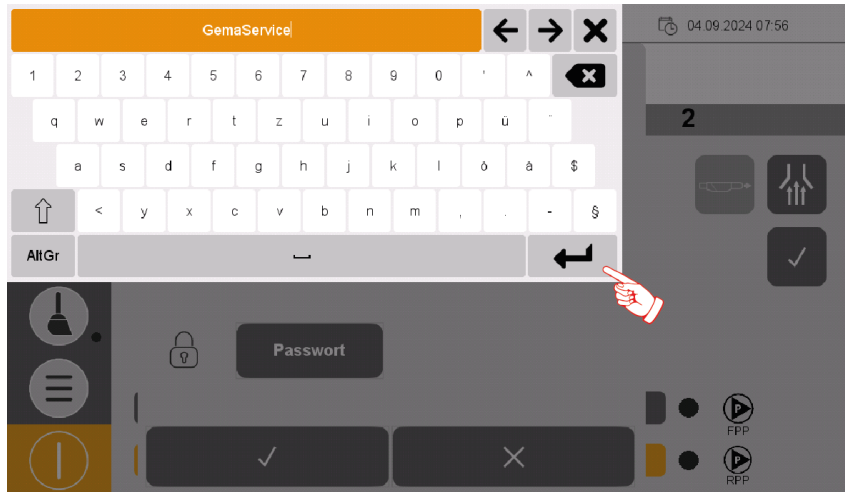 GemaService
04.09.2024 07:56
1 2 3 4 5 6 7 8 9 0 ' ^
q w e r t z u i o p ü ¨
2
a s d f g h j k l ö ä $
< y x c v b n m , . - §
AltGr
Passwort
FPP
RPP